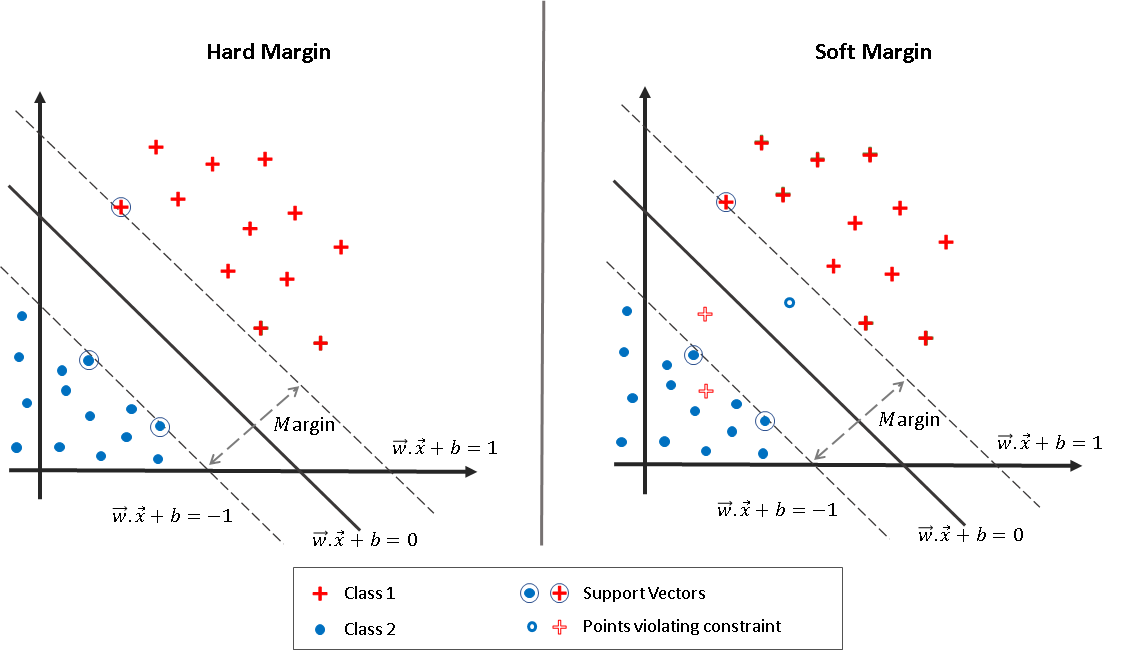 Hard Margin
Margin
w⃗.x⃗ + b = 1
w⃗.x⃗ + b = −1
w⃗.x⃗ + b = 0
Soft Margin
Margin
w⃗.x⃗ + b = 1
w⃗.x⃗ + b = −1
w⃗.x⃗ + b = 0
Class 1
Support Vectors
Class 2
Points violating constraint